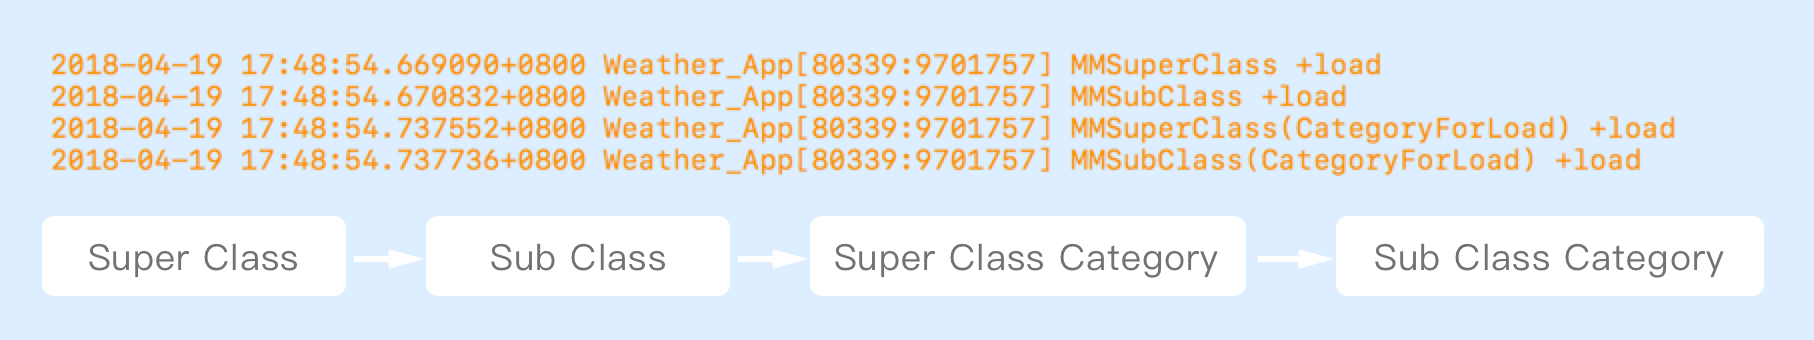 2018-04-19 17:48:54.669090+0800 Weather_App[80339:9701757] MMSuperClass +load
2018-04-19 17:48:54.670832+0800 Weather_App[80339:9701757] MMSubClass +load
2018-04-19 17:48:54.737552+0800 Weather_App[80339:9701757] MMSuperClass(CategoryForLoad) +load
2018-04-19 17:48:54.737736+0800 Weather_App[80339:9701757] MMSubClass(CategoryForLoad) +load
Super Class
Sub Class
Super Class Category
Sub Class Category